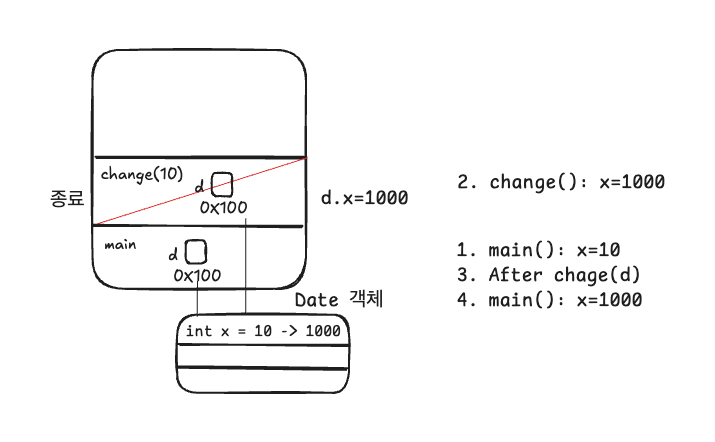 change(10)
d
0x100
종료
d.x=1000
main
d
0x100
Date 객체
int x = 10 -> 1000
2. change(): x=1000
1. main(): x=10
3. After chage(d)
4. main(): x=1000